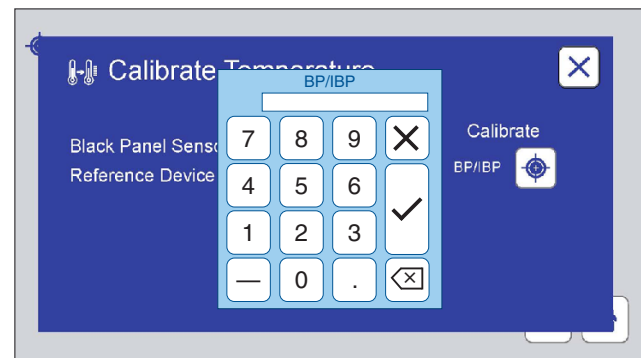 Calibrate Temperature
BP/IBP
7 8 9
Black Panel Senso
Calibrate
Reference Device
BP/IBP
4 5 6
1 2 3
— 0 .